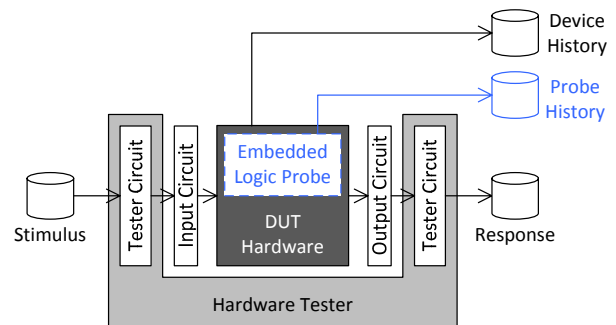 Device
History
Probe
History
Tester Circuit
Input Circuit
Embedded
Logic Probe
DUT
Hardware
Output Circuit
Tester Circuit
Stimulus
Response
Hardware Tester